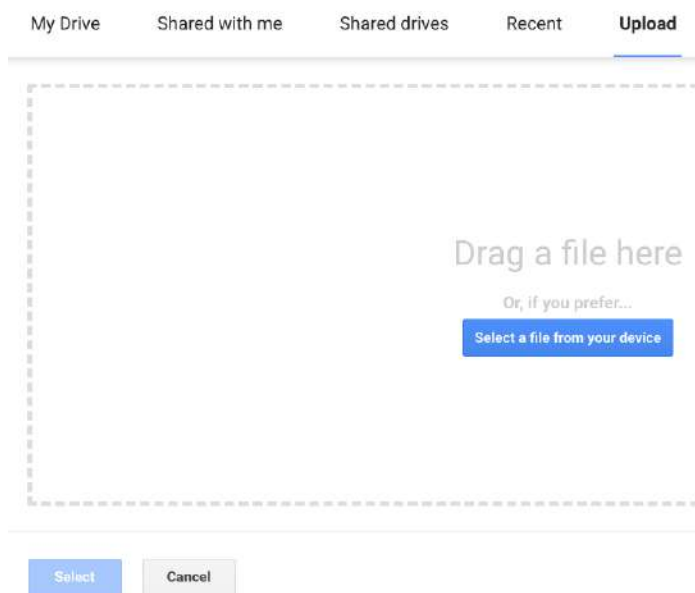 My Drive Shared with me Shared drives Recent Upload
Drag a file here
Or, if you prefer...
Select a file from your device
Select Cancel